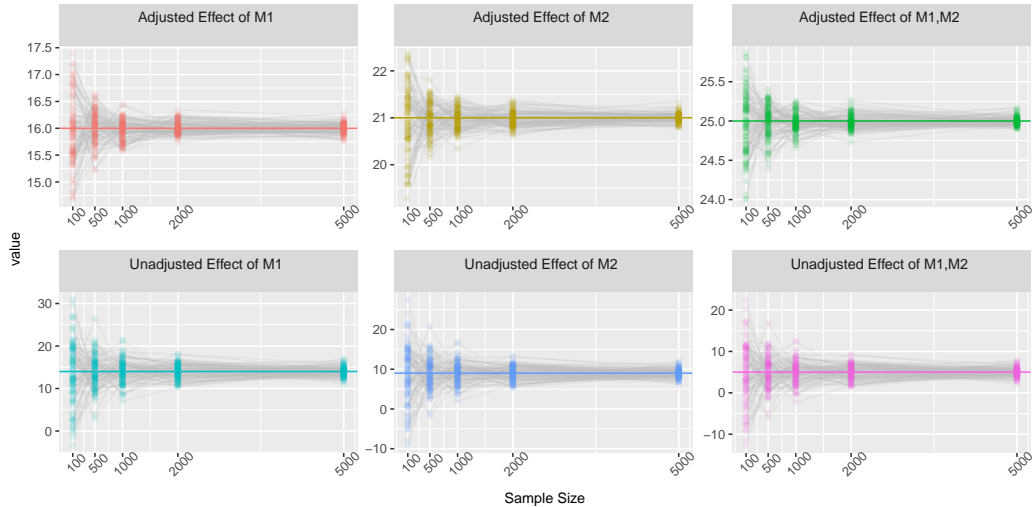 Adjusted Effect of M1
Adjusted Effect of M2
Adjusted Effect of M1,M2
17.5
17.0
16.5
16.0
15.5
15.0
22
21
20
25.5
25.0
24.5
24.0
100 500 1000 2000 5000
100 500 1000 2000 5000
100 500 1000 2000 5000
value
Unadjusted Effect of M1
Unadjusted Effect of M2
Unadjusted Effect of M1,M2
30
20
10
0
20
10
0
−10
20
10
0
−10
100 500 1000 2000 5000
100 500 1000 2000 5000
100 500 1000 2000 5000
Sample Size